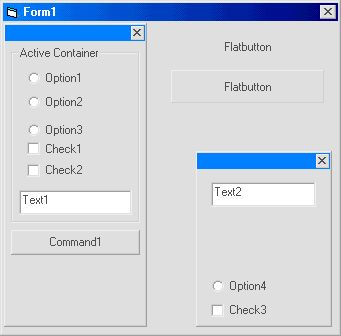 Form1
Active Container
Option1
Option2
Option3
Check1
Check2
Text1
Command1
Flatbutton
Flatbutton
Text2
Option4
Check3